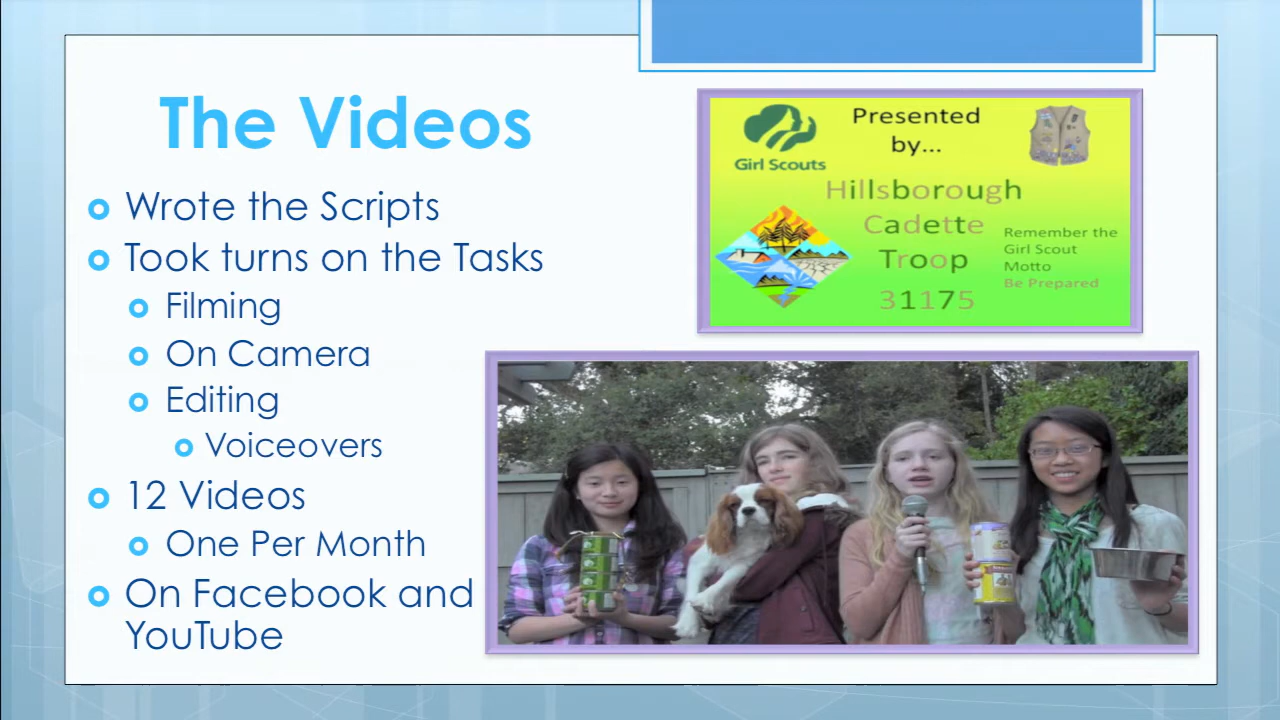 The Videos
Wrote the Scripts
Took turns on the Tasks
Filming
On Camera
Editing
Voiceovers
12 Videos
One Per Month
On Facebook and
YouTube
Girl Scouts
Presented
by...
Hillsborough
Cadette
Troop
31175
Remember the
Girl Scout
Motto
Be Prepared